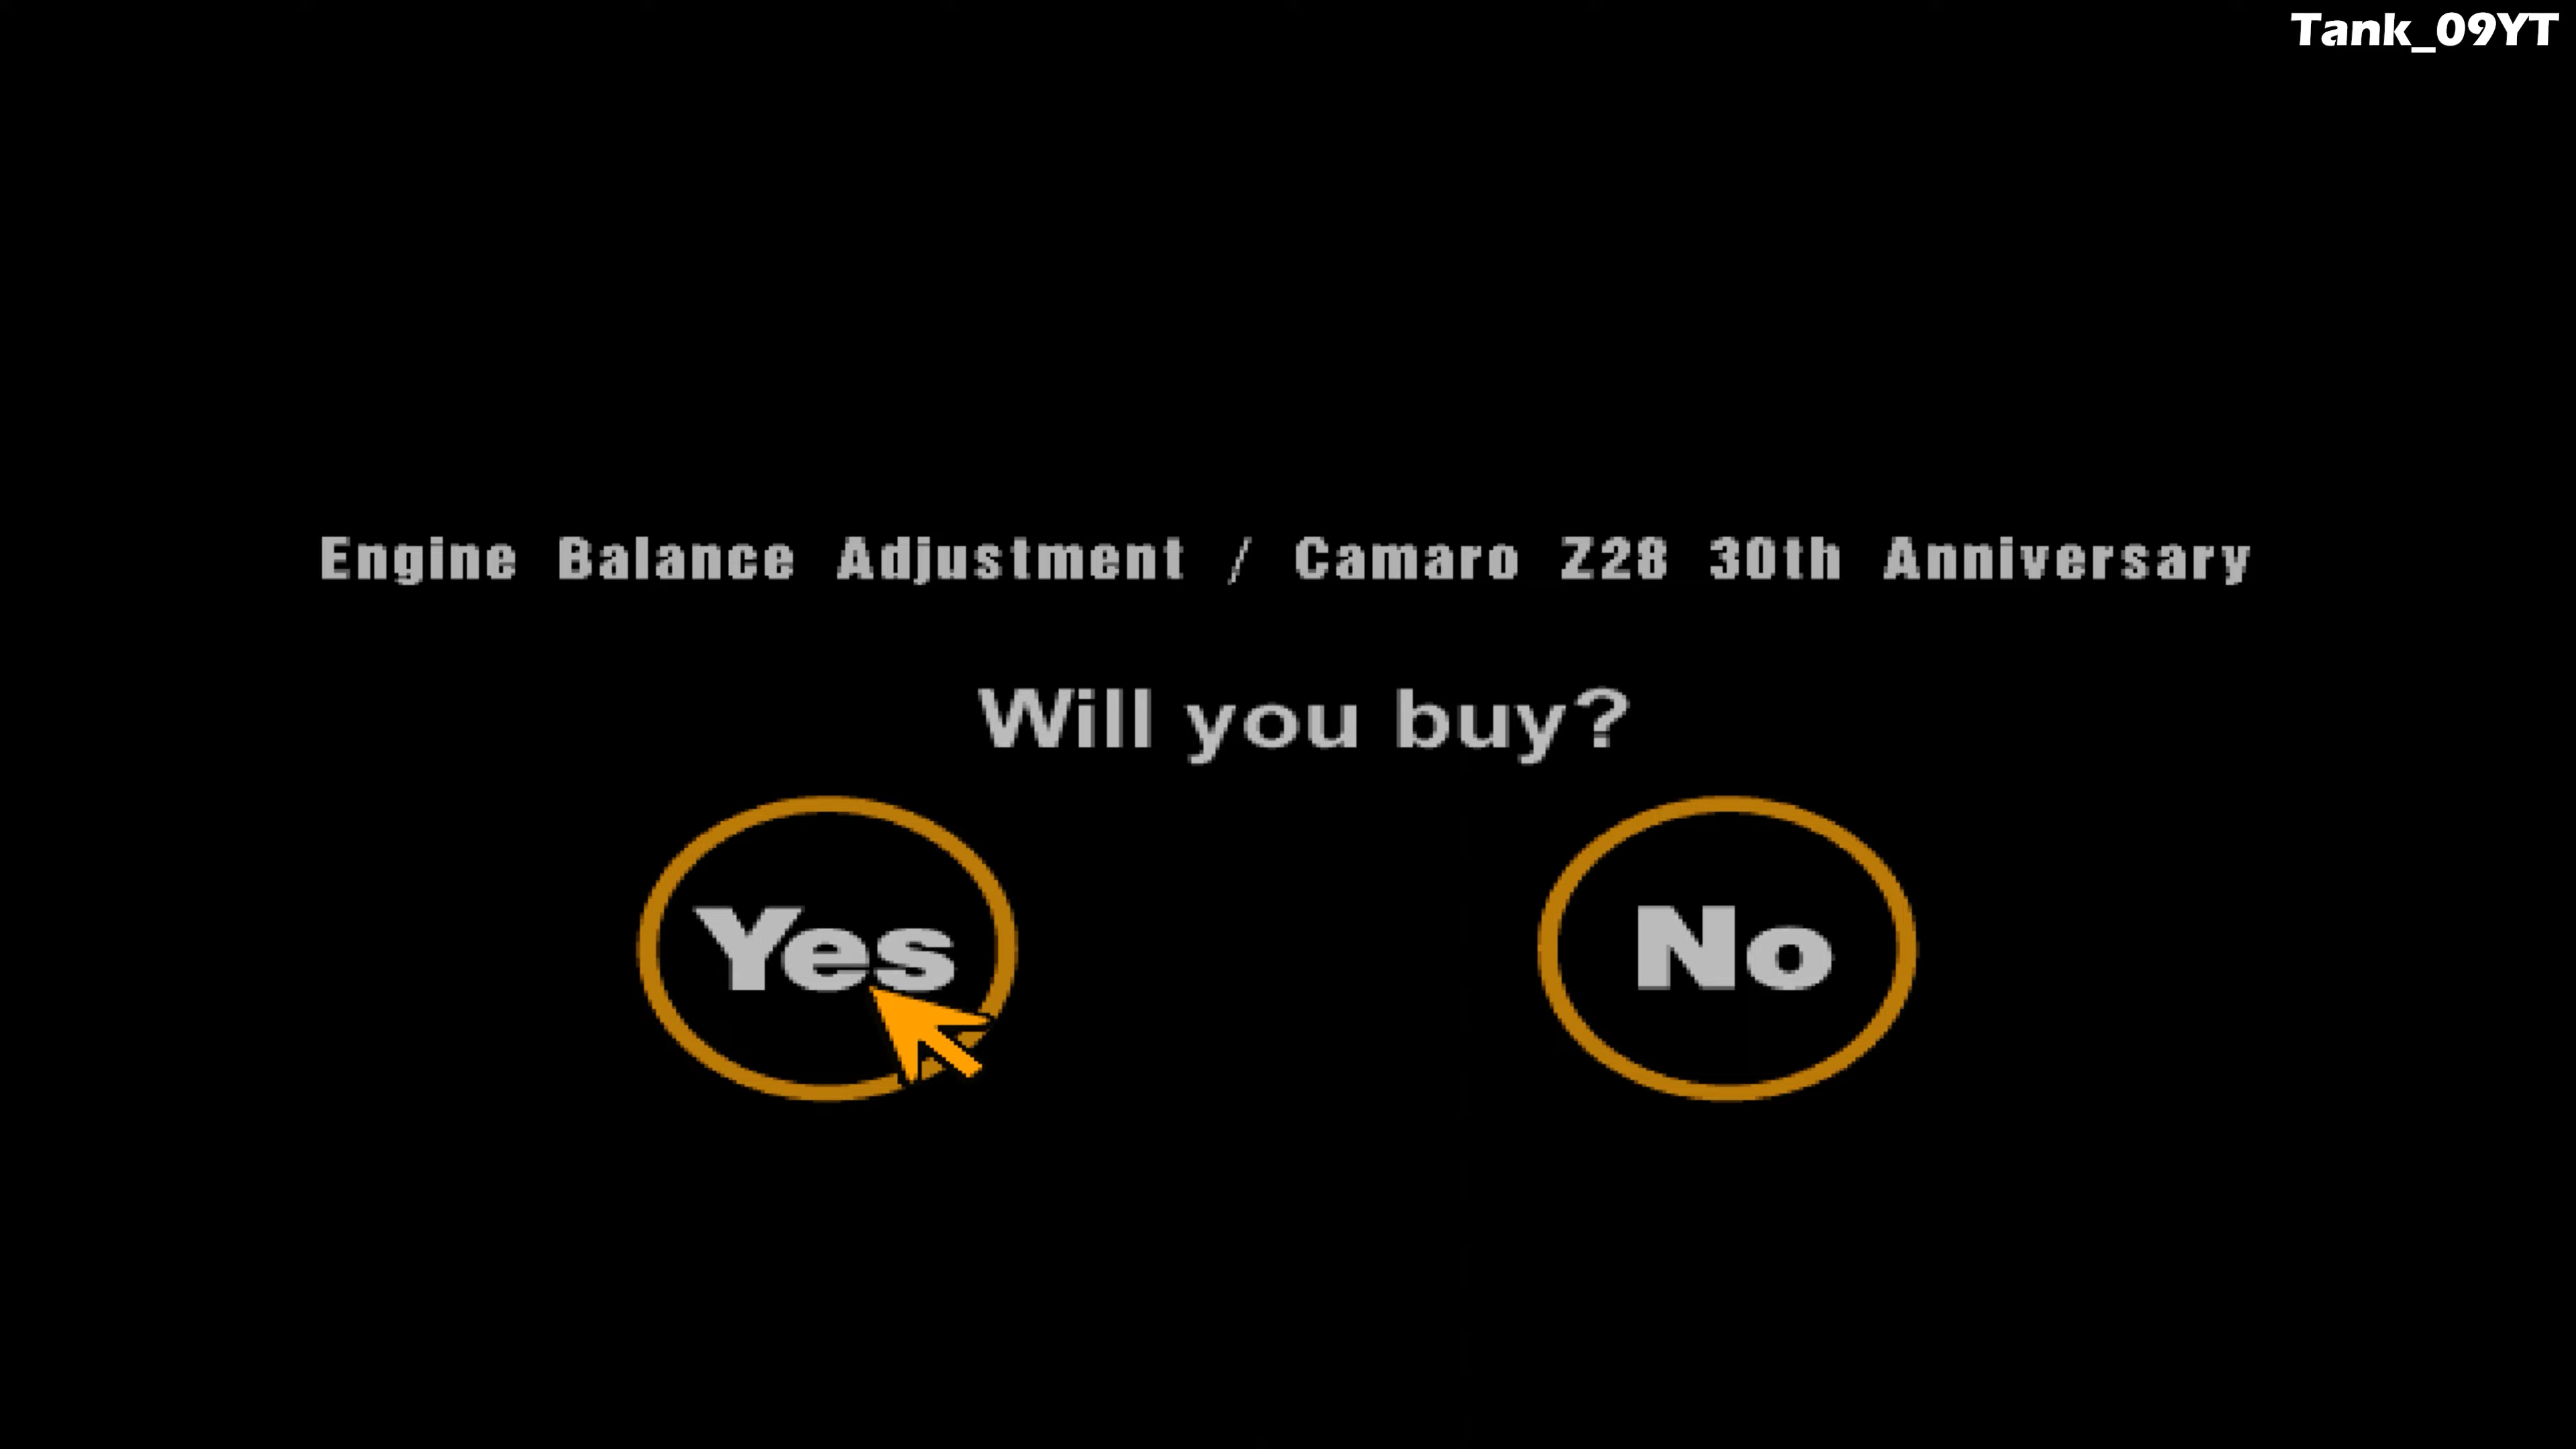 Tank_09YT
Engine Balance Adjustment / Camaro Z28 30th Anniversary
Will you buy?
Yes
No